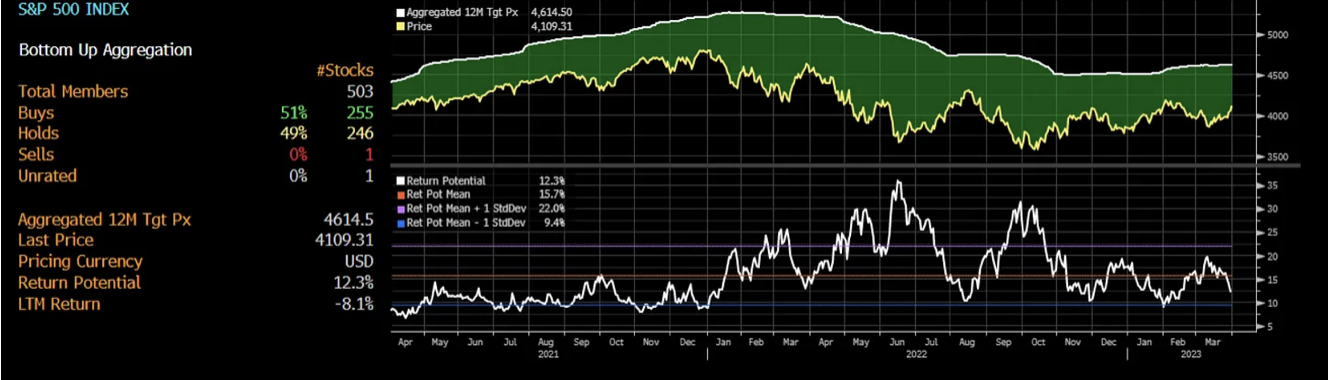 S&P 500 INDEX
Bottom Up Aggregation
#Stocks
Total Members 503
Buys 51% 255
Holds 49% 246
Sells 0% 1
Unrated 0% 1
Aggregated 12M Tgt Px 4614.5
Last Price 4109.31
Pricing Currency USD
Return Potential 12.3%
LTM Return -8.1%
Aggregated 12M Tgt Px 4,614.50
Price 4,109.31
5000
4500
4000
3500
Return Potential 12.3%
Ret Pot Mean 15.7%
Ret Pot Mean + 1 StdDev 22.0%
Ret Pot Mean - 1 StdDev 9.4%
35
30
25
20
15
10
5
Apr May Jun Jul Aug Sep Oct Nov Dec Jan Feb Mar Apr May Jun Jul Aug Sep Oct Nov Dec Jan Feb Mar
2021 2022 2023